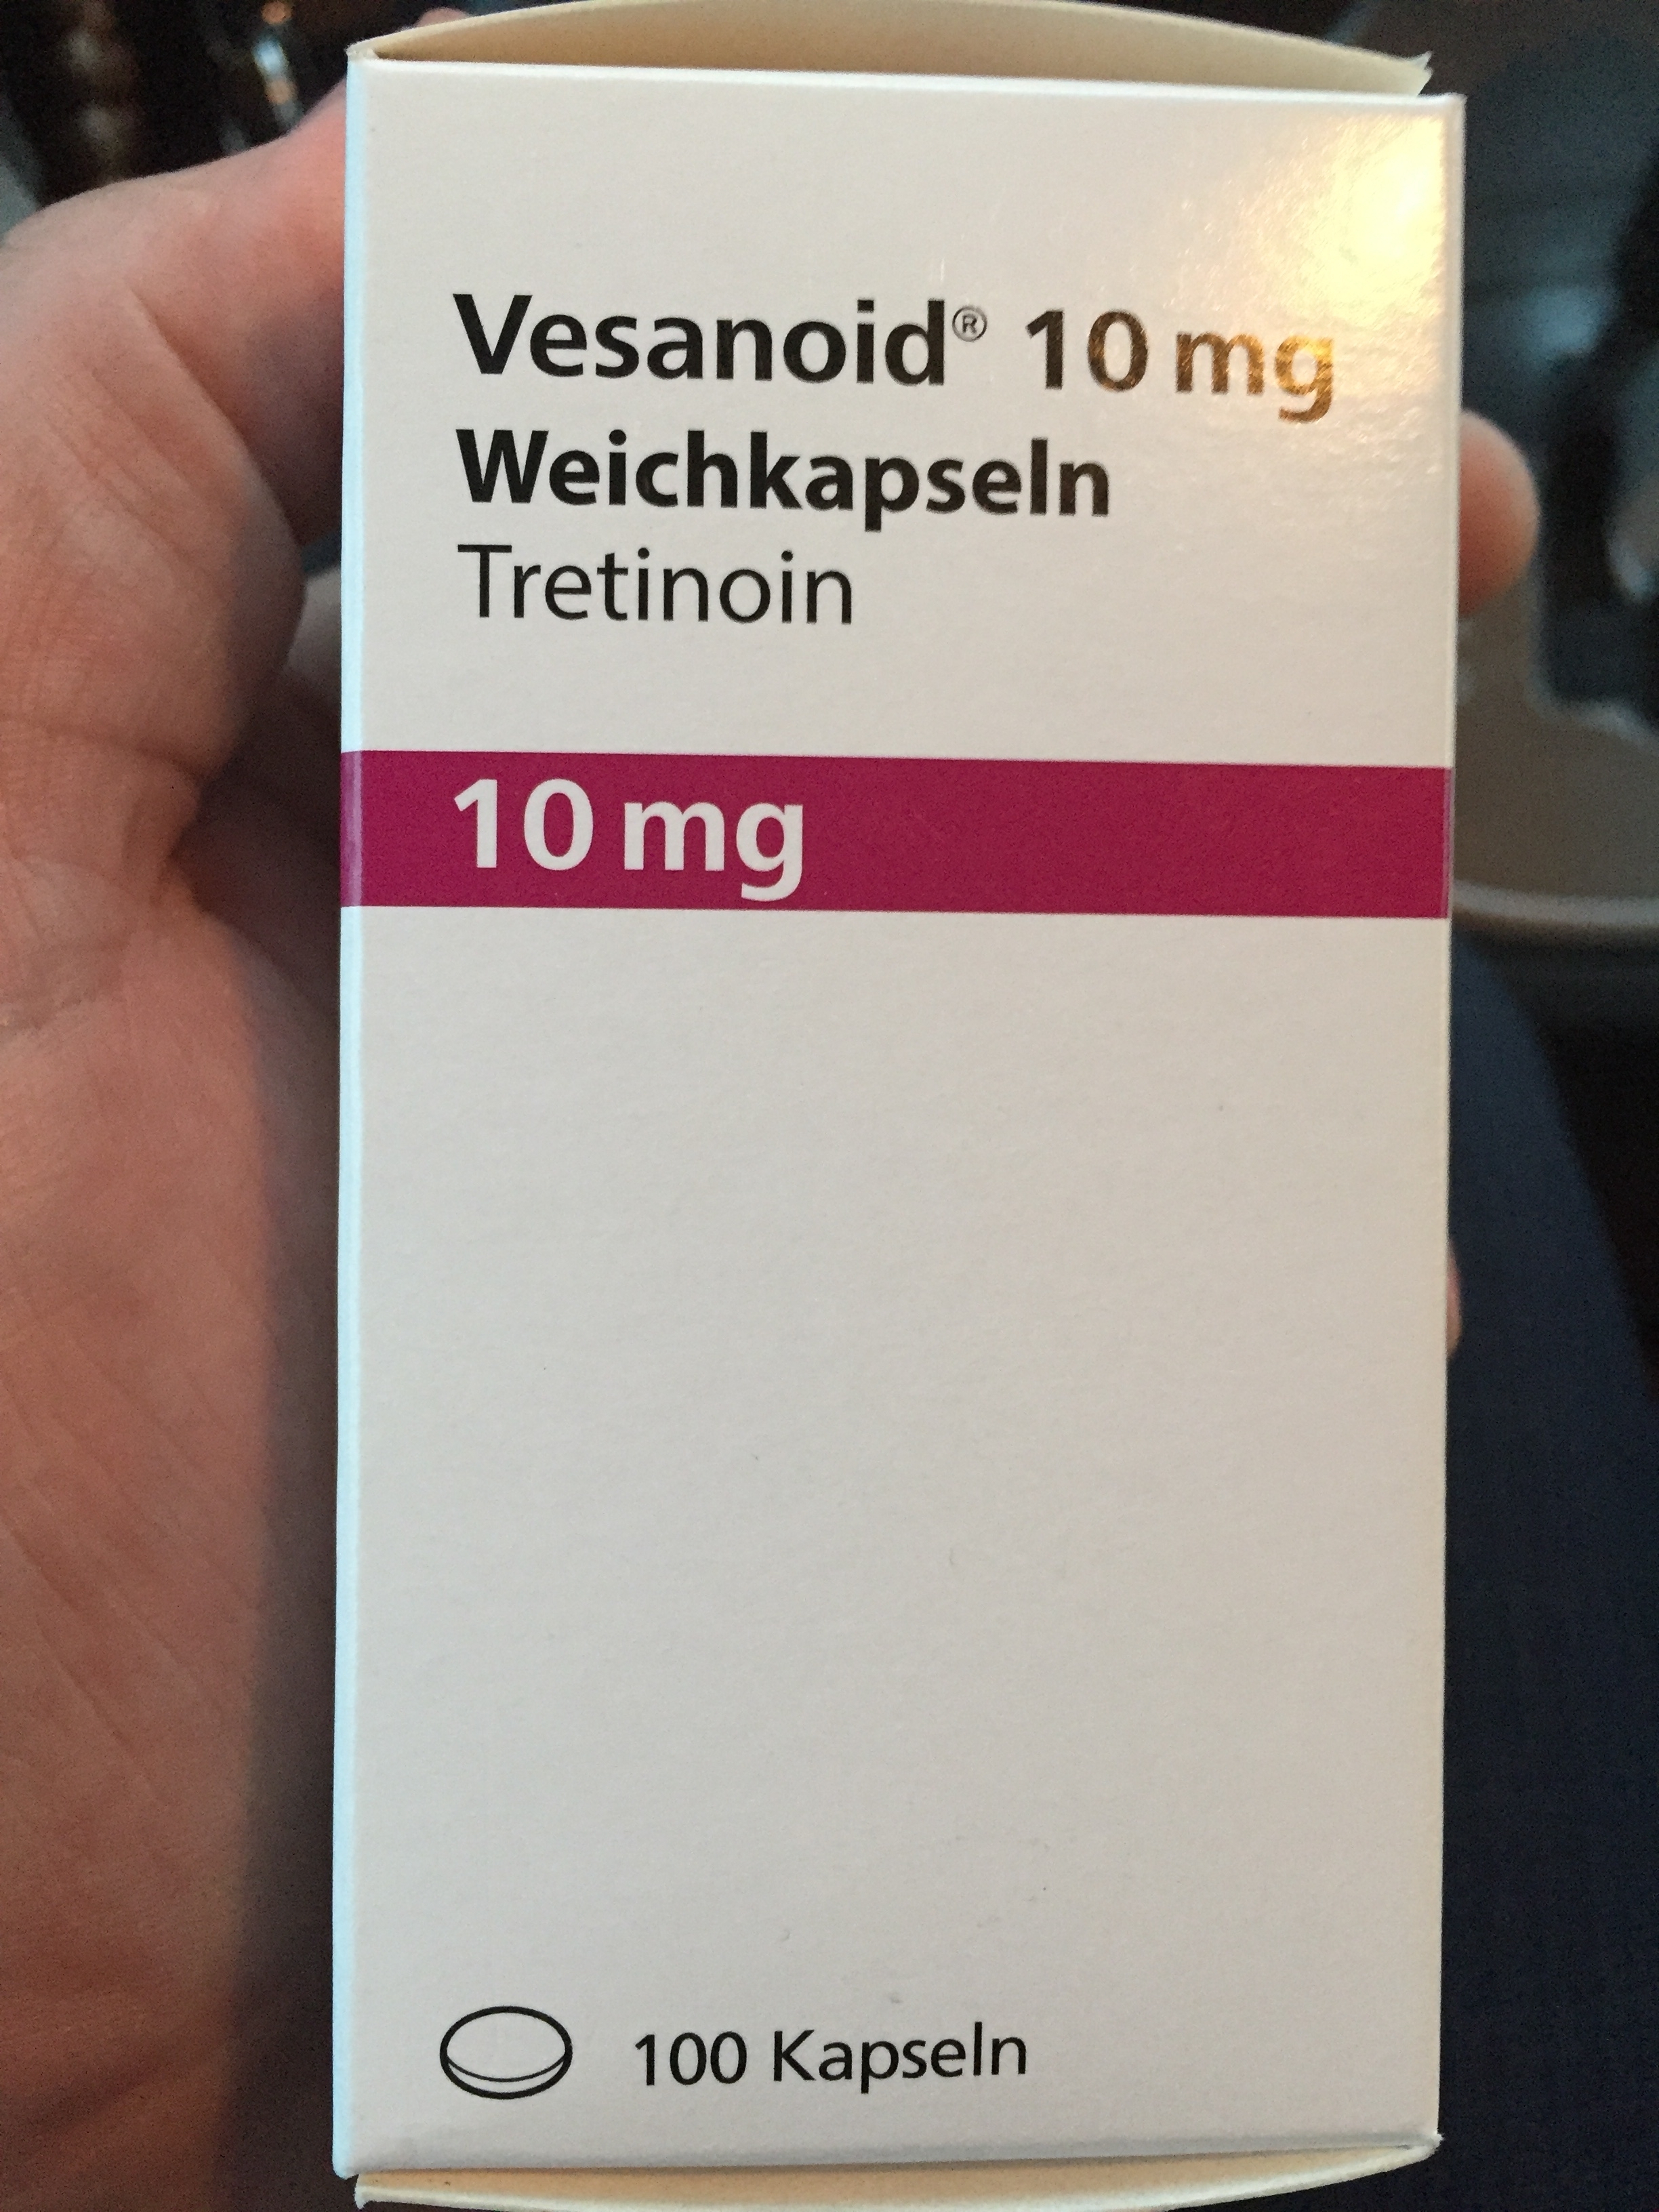 Vesanoid® 10 mg
Weichkapseln
Tretinoin
10 mg
100 Kapseln